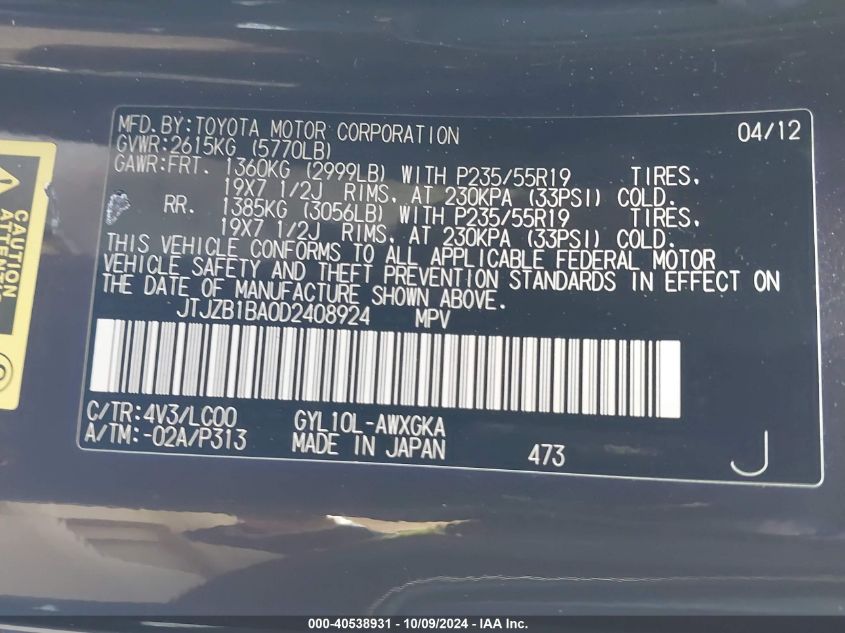 MFD.BY:TOYOTA MOTOR CORPORATION 04/12
GVWR:2615KG (5770LB)
GAWR:FRT. 1360KG (2999LB) WITH P235/55R19 TIRES,
19X7 1/2J RIMS, AT 230KPA (33PSI) COLD.
RR. 1385KG (3056LB) WITH P235/55R19 TIRES,
19X7 1/2J RIMS, AT 230KPA (33PSI) COLD.
THIS VEHICLE CONFORMS TO ALL APPLICABLE FEDERAL MOTOR
VEHICLE SAFETY AND THEFT PREVENTION STANDARDS IN EFFECT ON
THE DATE OF MANUFACTURE SHOWN ABOVE.
JTJZB1BA0D2408924 MPV
C/TR:4V3/LC00 GYL10L-AWXGKA
A/TM:-02A/P313 MADE IN JAPAN 473 J
CAUTION
000-40538931 - 10/09/2024 - IAA Inc.